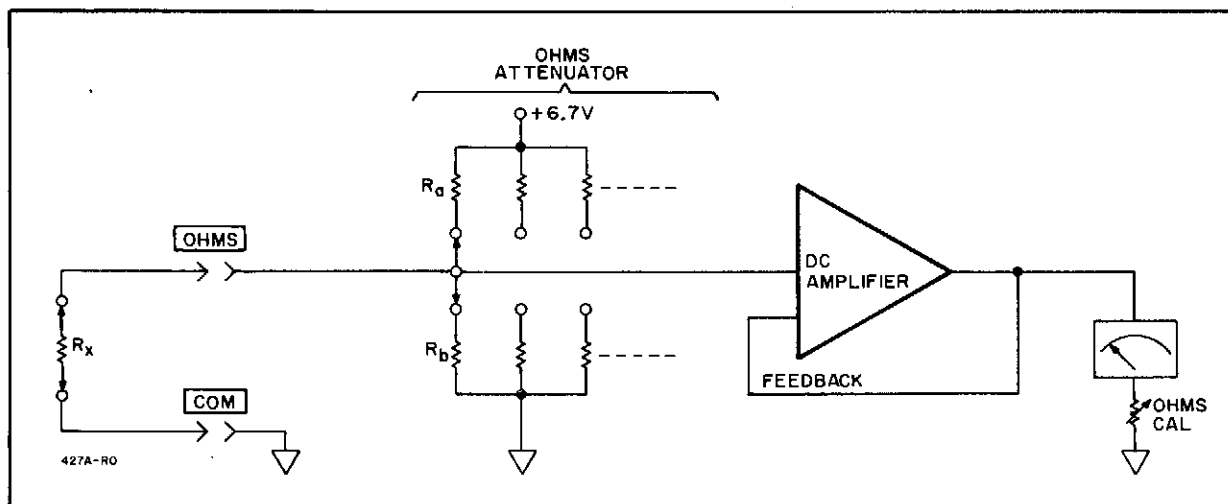 OHMS
ATTENUATOR
+6.7V
Ra
OHMS
DC
AMPLIFIER
Rx
Rb
FEEDBACK
COM
OHMS
CAL
427A-RO